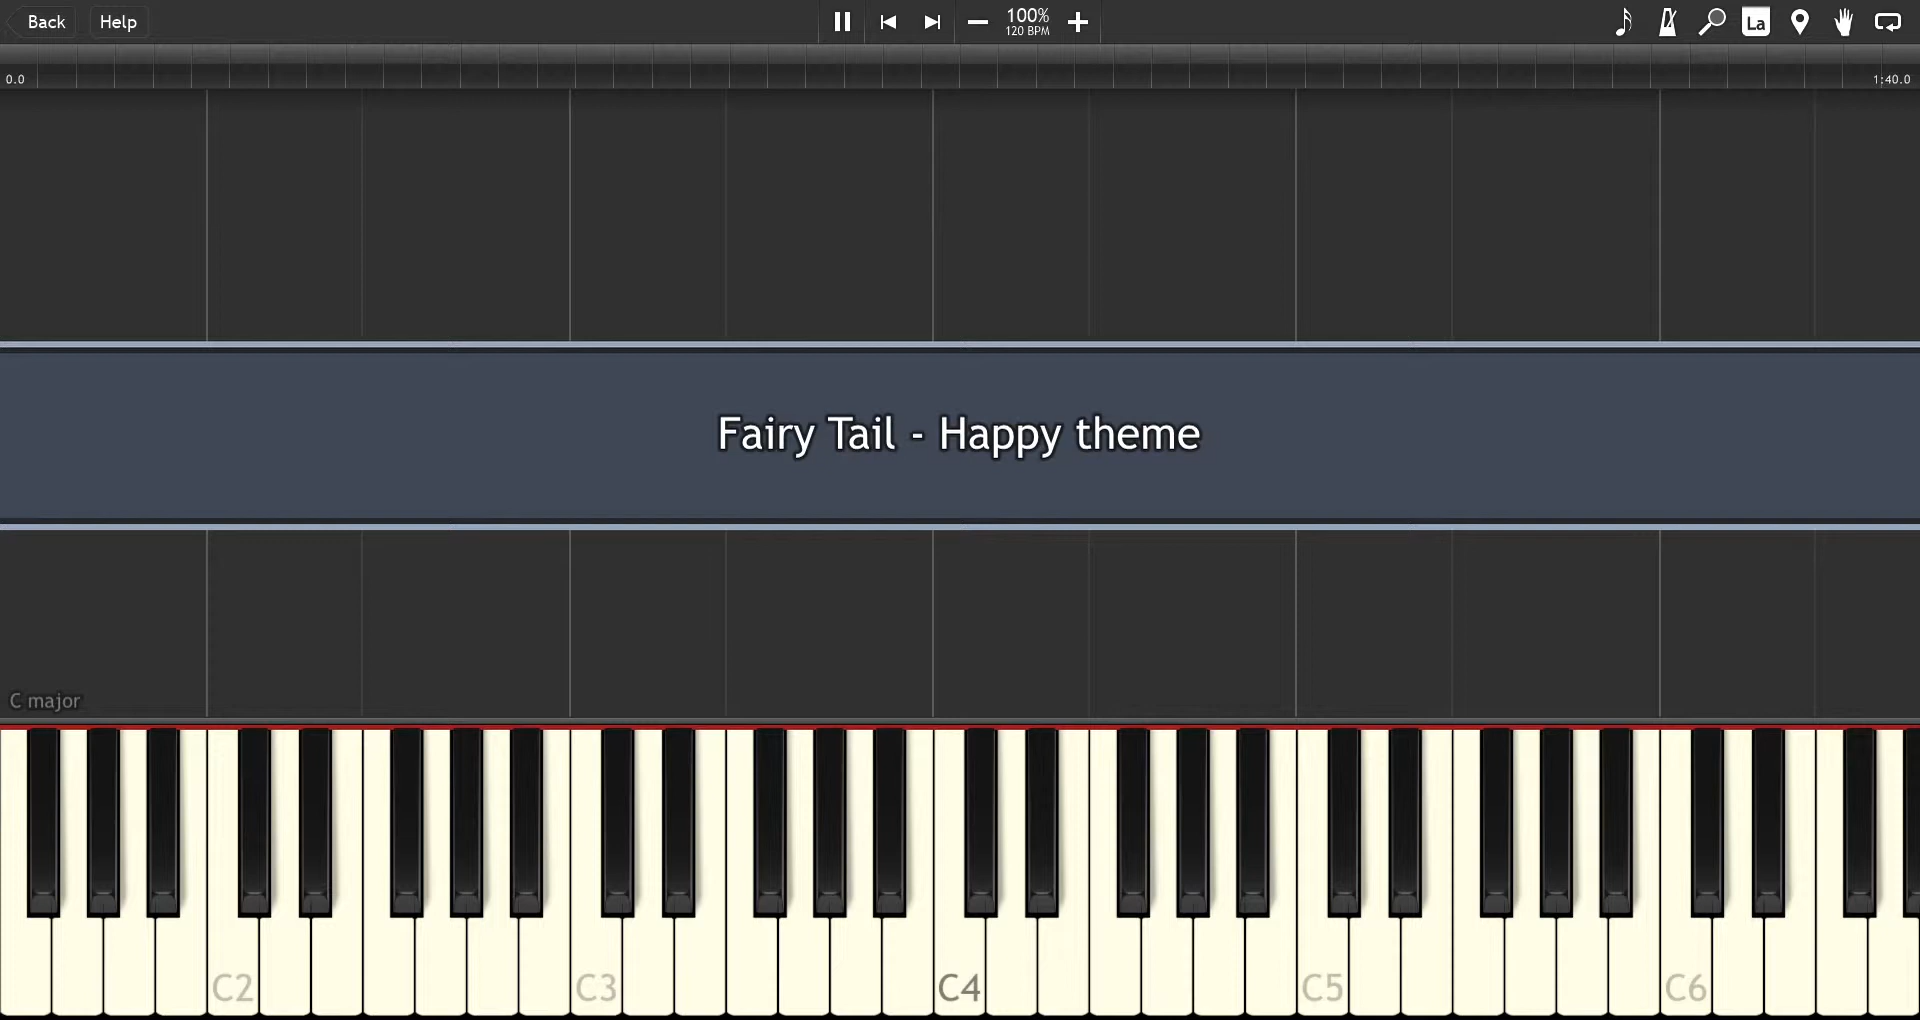 Back Help
100%
120 BPM
La
0.0 1:40.0
Fairy Tail - Happy theme
C major
C2 C3 C4 C5 C6